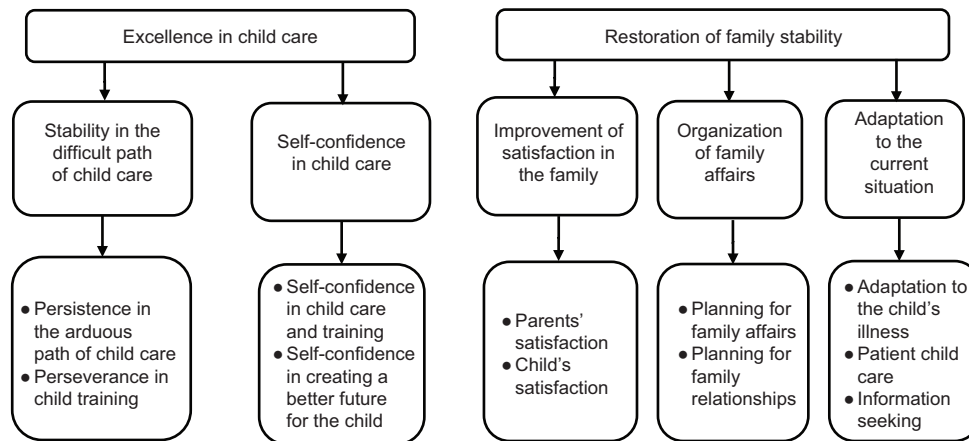 Excellence in child care
Restoration of family stability
Stability in the
difficult path
of child care
Self-confidence
in child care
Improvement of
satisfaction in
the family
Organization
of family
affairs
Adaptation
to the
current
situation
● Persistence in
the arduous
path of child care
● Perseverance in
child training
● Self-confidence
in child care
and training
● Self-confidence
in creating a
better future
for the child
● Parents’
satisfaction
● Child’s
satisfaction
● Planning for
family affairs
● Planning for
family
relationships
● Adaptation to
the child’s
illness
● Patient child
care
● Information
seeking